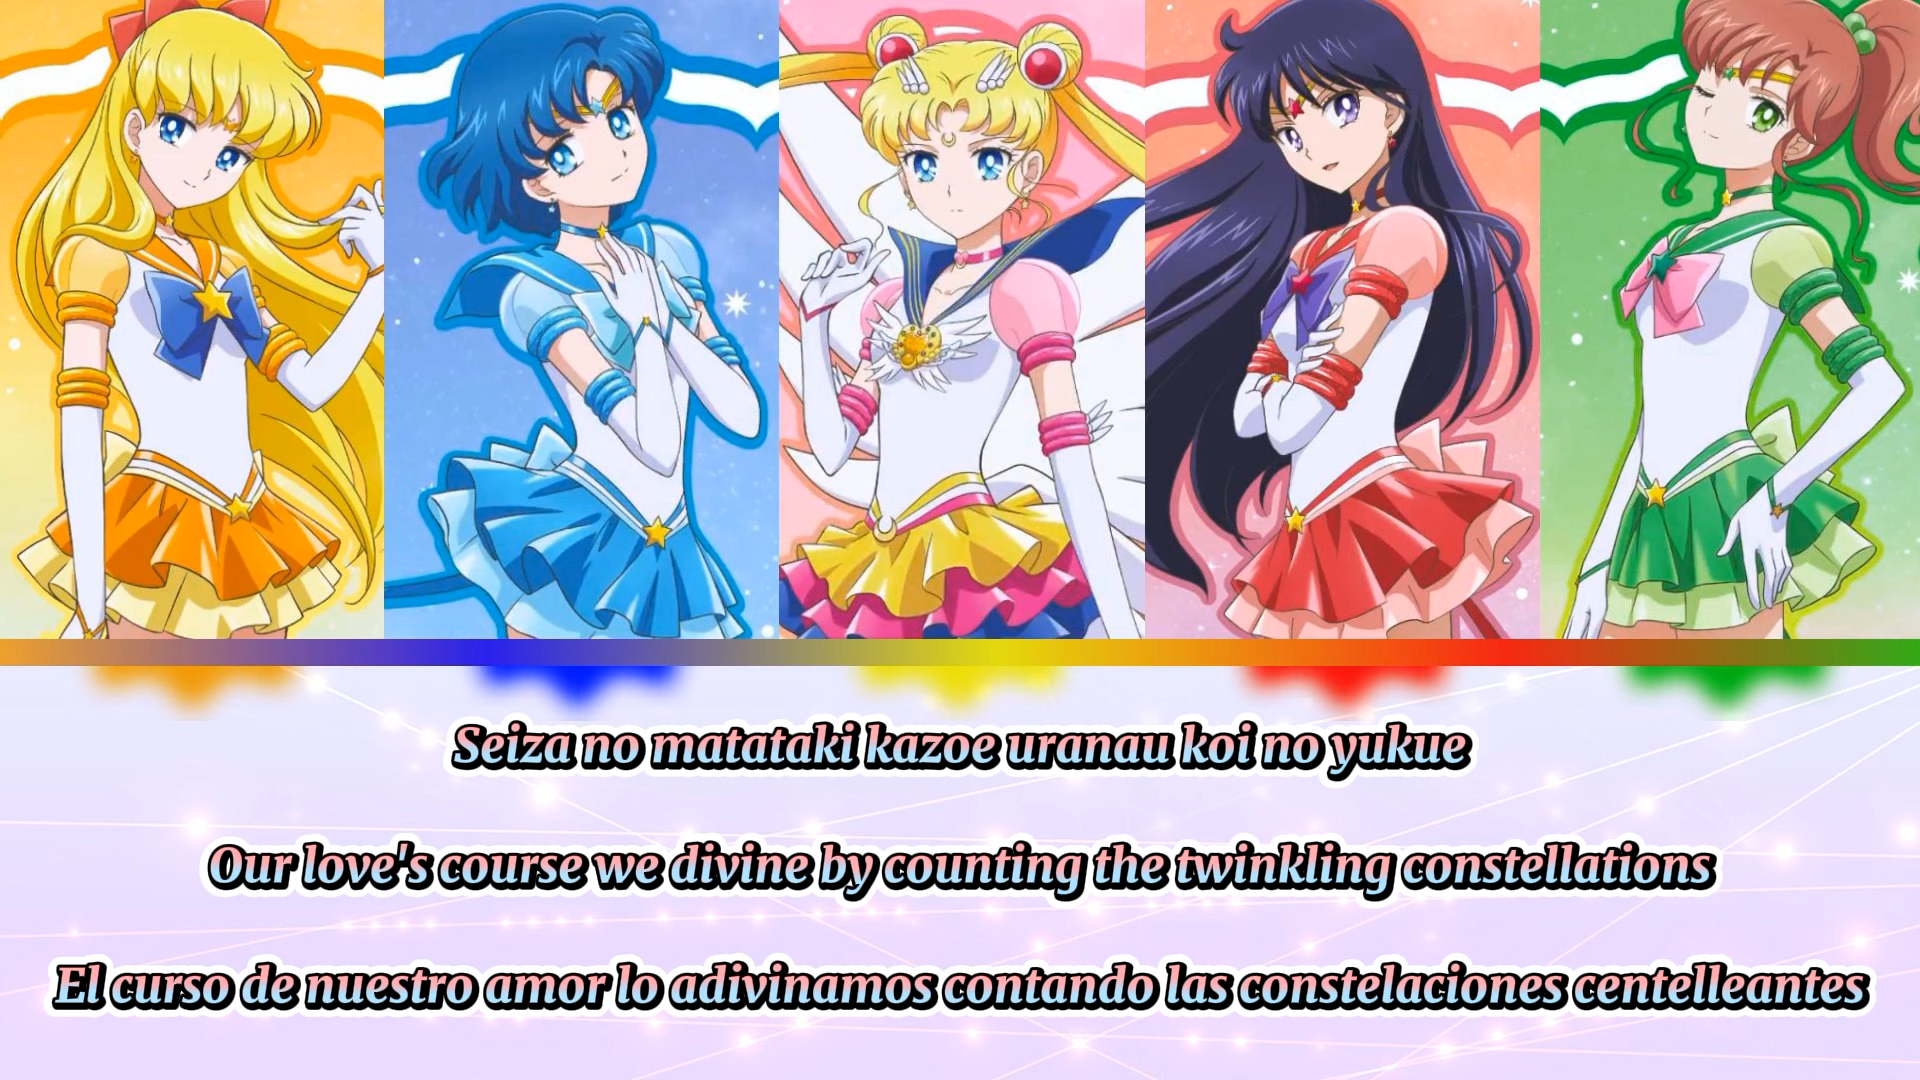 Seiza no matataki kazoe uranau koi no yukue
Our love's course we divine by counting the twinkling constellations
El curso de nuestro amor lo adivinamos contando las constelaciones centelleantes